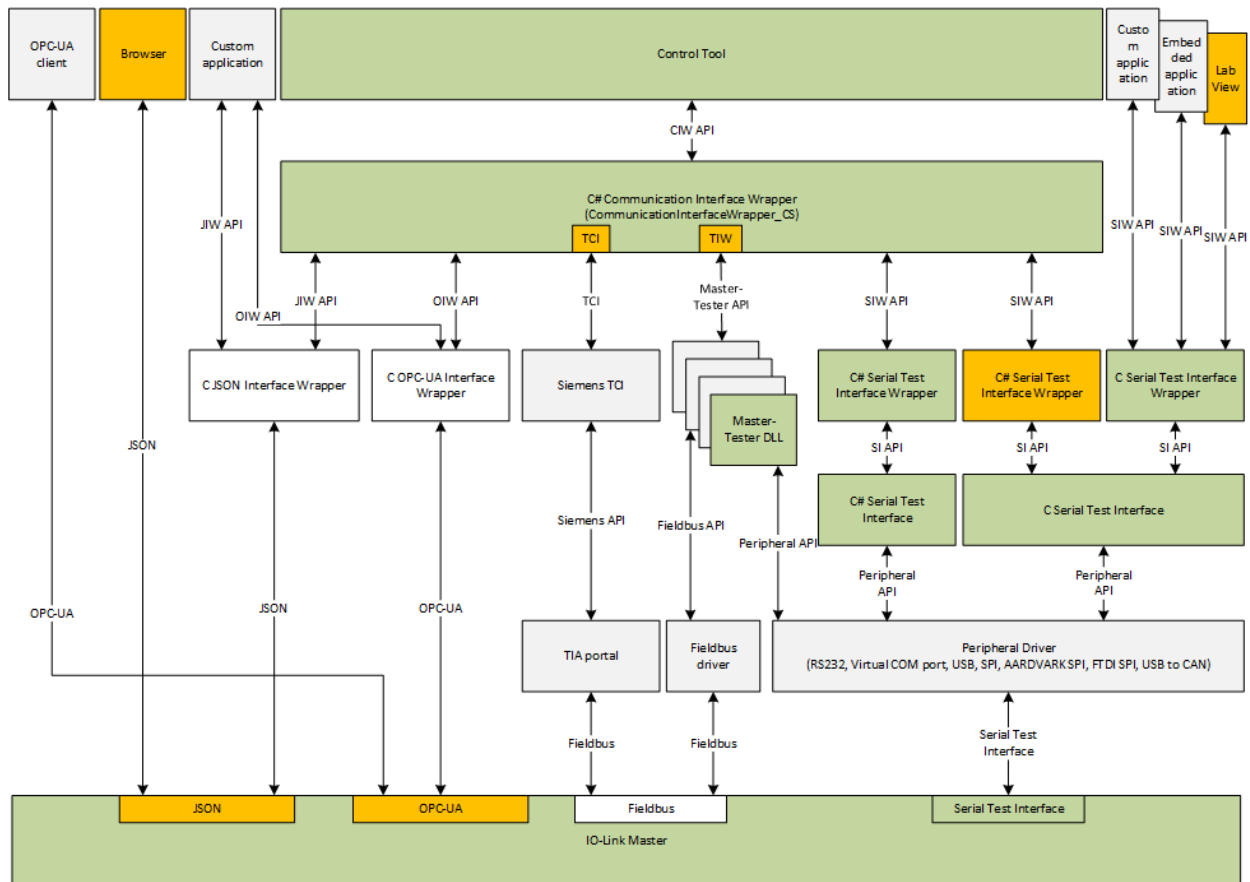 OPC-UA
client
Browser
Custom
application
Control Tool
Custo
m
application
Embed
ded
application
Lab
View
CIW API
C# Communication Interface Wrapper
(CommunicationInterfaceWrapper_CS)
TCI
TIW
JIW API
OIW API
JIW API
OIW API
TCI
Master-
Tester API
SIW API
SIW API
SIW API
SIW API
SIW API
C JSON Interface Wrapper
C OPC-UA Interface
Wrapper
Siemens TCI
Master-
Tester DLL
C# Serial Test
Interface Wrapper
C# Serial Test
Interface Wrapper
C Serial Test Interface
Wrapper
JSON
SI API
SI API
C# Serial Test
Interface
C Serial Test Interface
Siemens API
Fieldbus API
Peripheral API
Peripheral
API
Peripheral
API
OPC-UA
JSON
OPC-UA
TIA portal
Fieldbus
driver
Peripheral Driver
(RS232, Virtual COM port, USB, SPI, AARDVARK SPI, FTDI SPI, USB to CAN)
Fieldbus
Fieldbus
Serial Test
Interface
JSON
OPC-UA
Fieldbus
Serial Test Interface
IO-Link Master